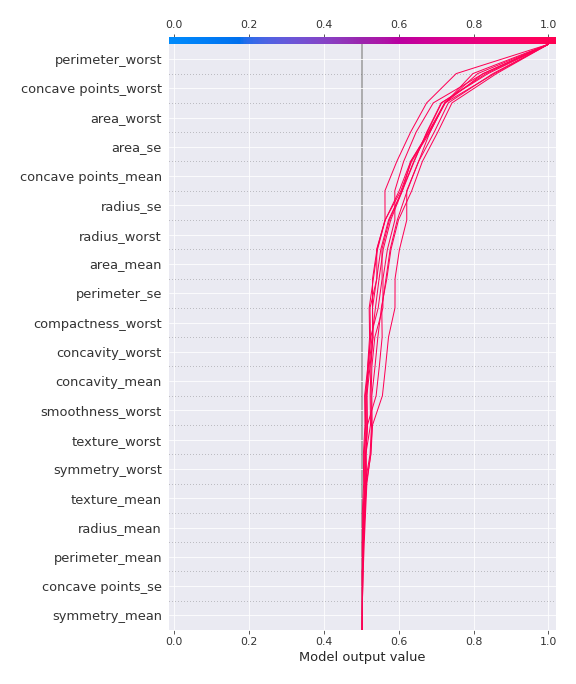 0.0 0.2 0.4 0.6 0.8 1.0
perimeter_worst
concave points_worst
area_worst
area_se
concave points_mean
radius_se
radius_worst
area_mean
perimeter_se
compactness_worst
concavity_worst
concavity_mean
smoothness_worst
texture_worst
symmetry_worst
texture_mean
radius_mean
perimeter_mean
concave points_se
symmetry_mean
0.0 0.2 0.4 0.6 0.8 1.0
Model output value